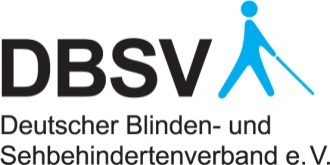 DBSV
Deutscher Blinden- und
Sehbehindertenverband e. V.